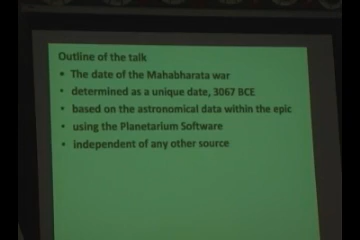 Outline of the talk
• The date of the Mahabharata war
• determined as a unique date, 3067 BCE
• based on the astronomical data within the epic
• using the Planetarium Software
• independent of any other source